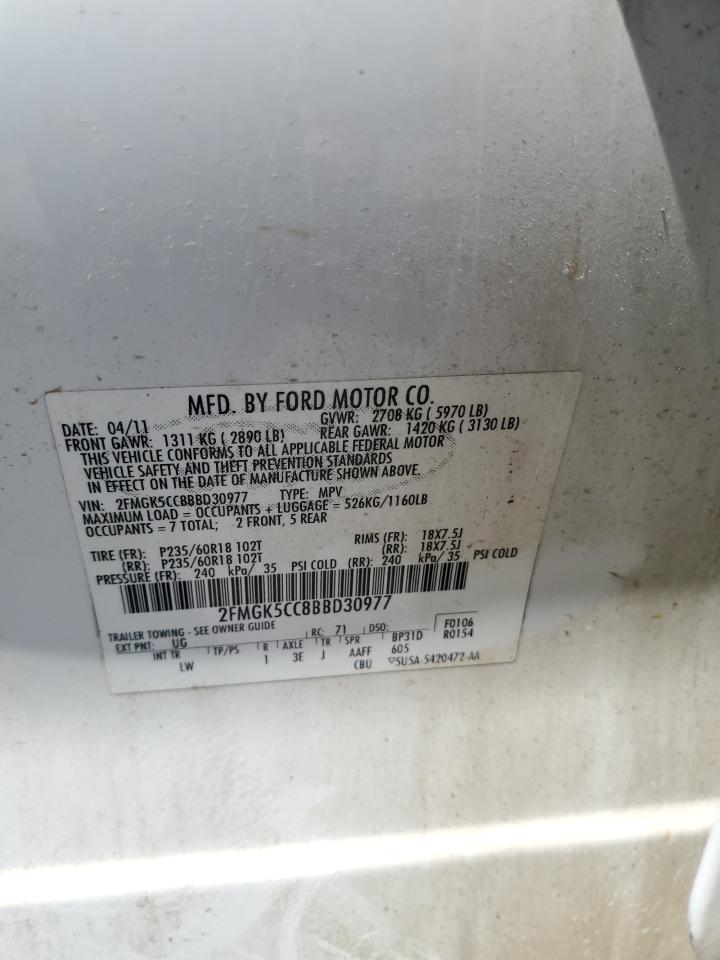 MFD. BY FORD MOTOR CO.
DATE: 04/11 GVWR: 2708 KG ( 5970 LB)
FRONT GAWR: 1311 KG ( 2890 LB) REAR GAWR: 1420 KG ( 3130 LB)
THIS VEHICLE CONFORMS TO ALL APPLICABLE FEDERAL MOTOR
VEHICLE SAFETY AND THEFT PREVENTION STANDARDS
IN EFFECT ON THE DATE OF MANUFACTURE SHOWN ABOVE.
VIN: 2FMGK5CC8BBD30977 TYPE: MPV
MAXIMUM LOAD = OCCUPANTS + LUGGAGE = 526KG/1160LB
OCCUPANTS = 7 TOTAL; 2 FRONT, 5 REAR
TIRE (FR): P235/60R18 102T RIMS (FR): 18X7.5J
(RR): P235/60R18 102T (RR): 18X7.5J
PRESSURE (FR): 240 kPa/ 35 PSI COLD (RR): 240 kPa/ 35 PSI COLD
2FMGK5CC8BBD30977
TRAILER TOWING - SEE OWNER GUIDE RC: 71 DSO: F0106
EXT PNT: UG BP31D R0154
INT TR TP/PS R AXLE TR SPR 605
LW 1 3E J AAFF
CBU 5U5A-5420472-AA